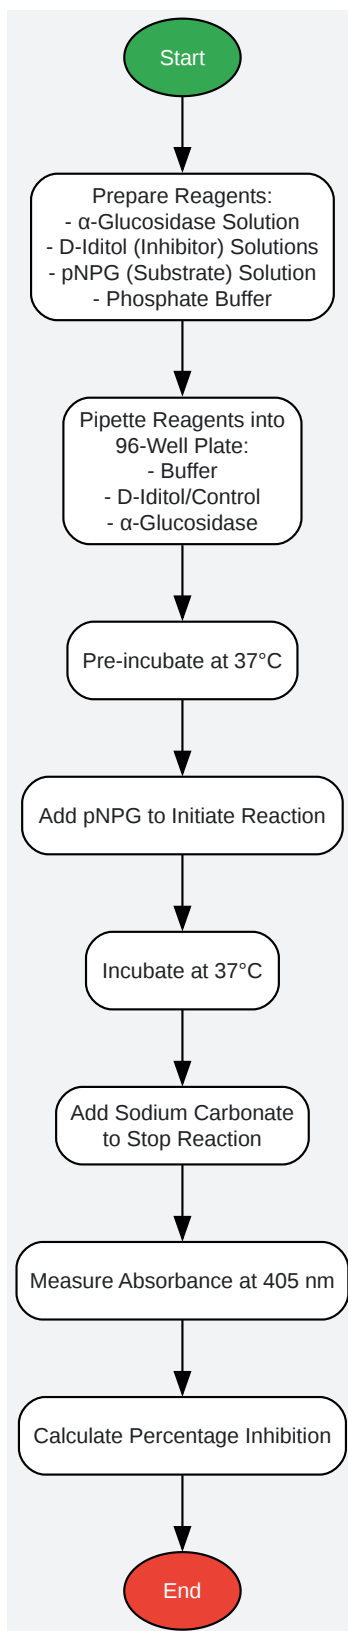 Start
Prepare Reagents:
- α-Glucosidase Solution
- D-Iditol (Inhibitor) Solutions
- pNPG (Substrate) Solution
- Phosphate Buffer
Pipette Reagents into
96-Well Plate:
- Buffer
- D-Iditol/Control
- α-Glucosidase
Pre-incubate at 37°C
Add pNPG to Initiate Reaction
Incubate at 37°C
Add Sodium Carbonate
to Stop Reaction
Measure Absorbance at 405 nm
Calculate Percentage Inhibition
End